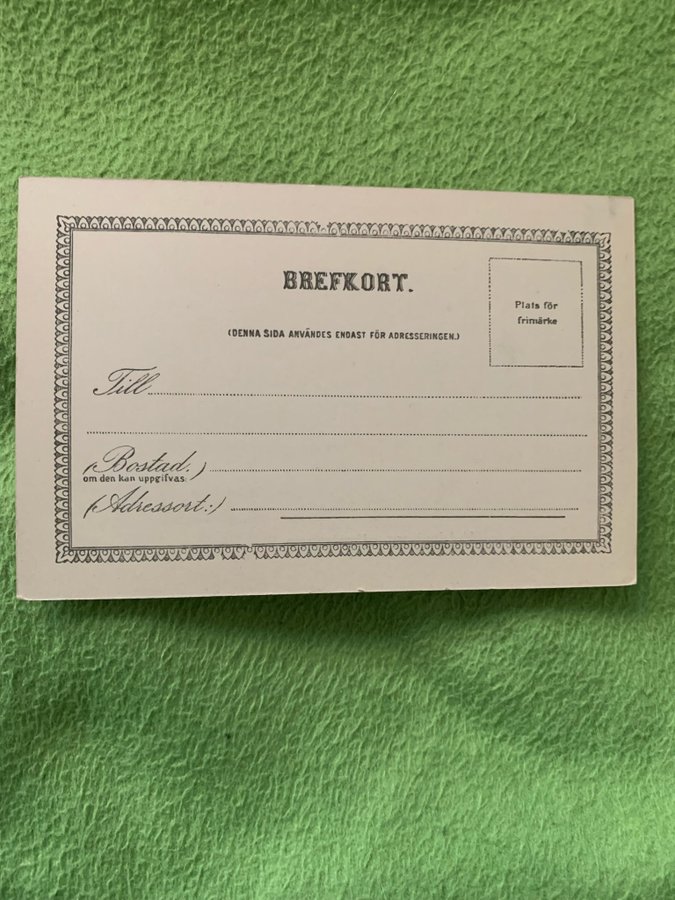 BREFKORT.
Plats för
frimärke
(DENNA SIDA ANVÄNDES ENDAST FÖR ADRESSERINGEN.)
Till
(Bostad.)
om den kan uppgifvas:
(Adressort:)